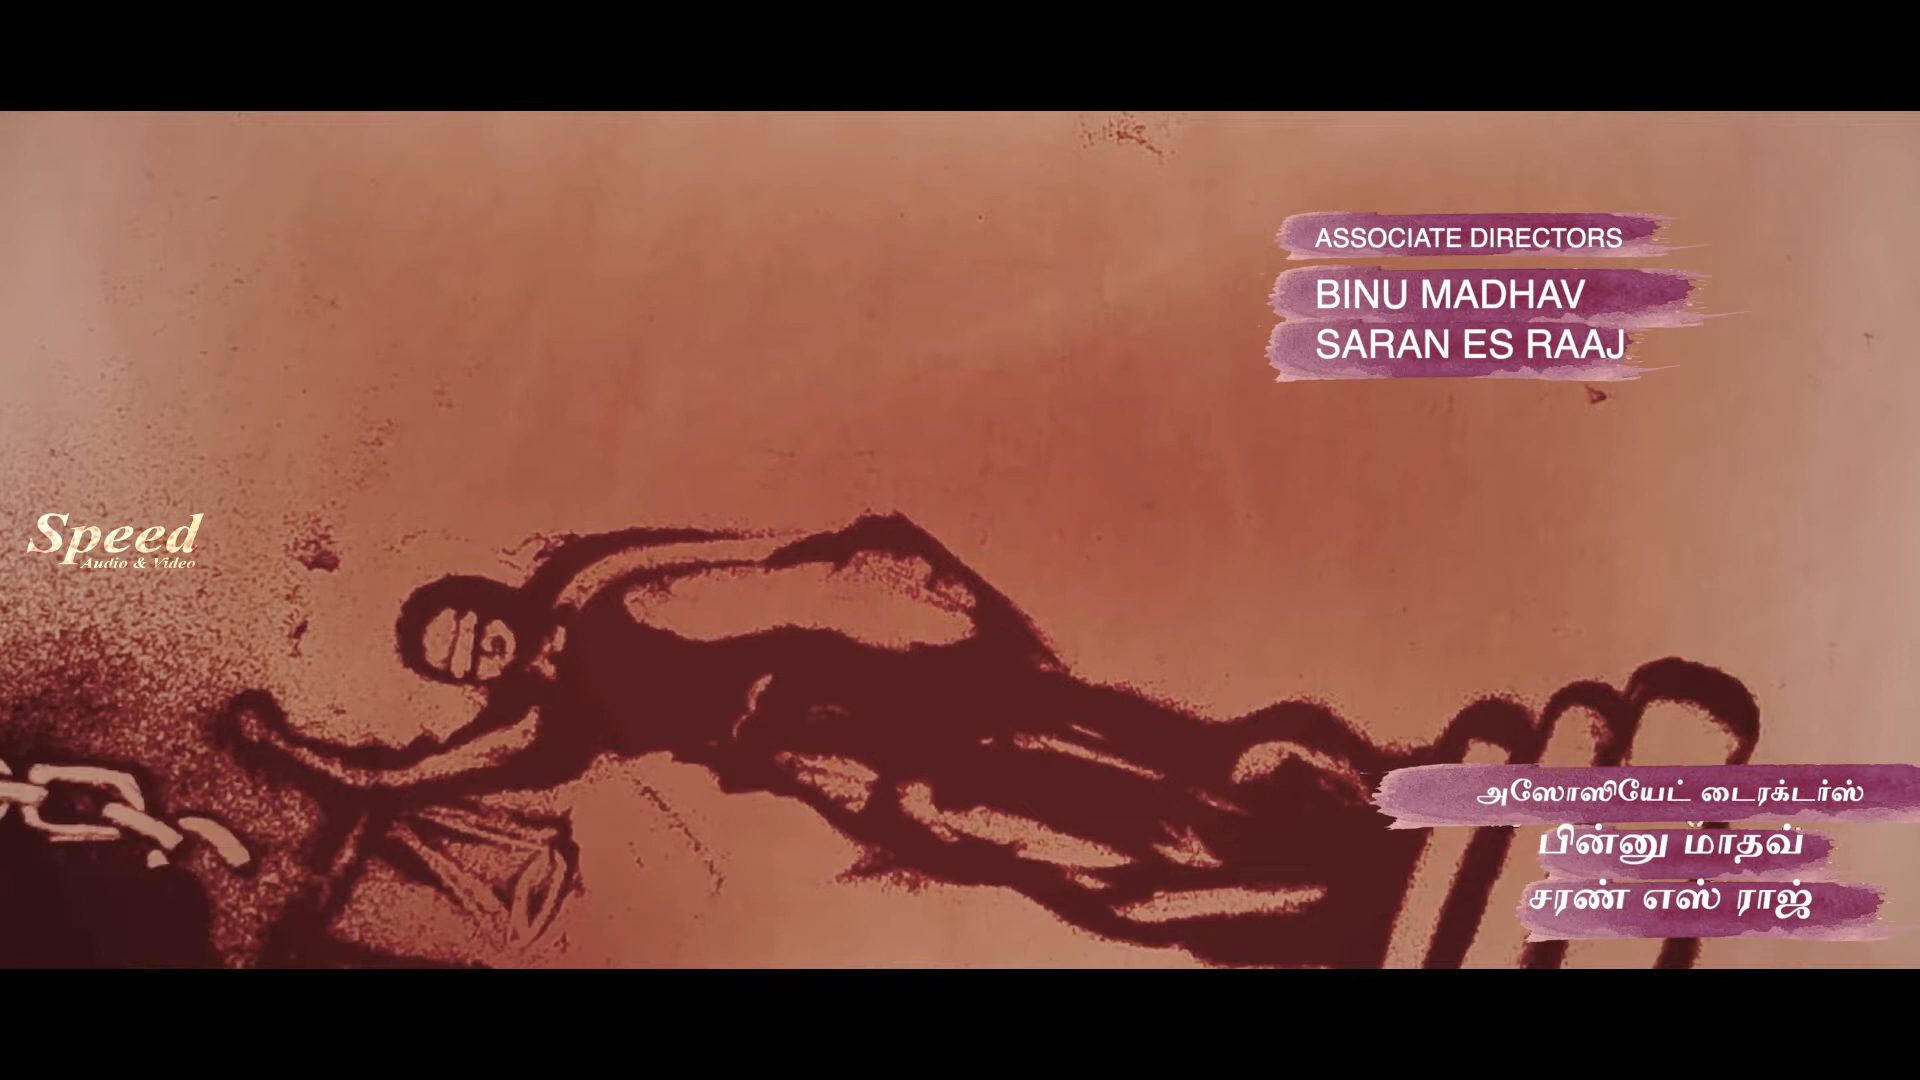 ASSOCIATE DIRECTORS
BINU MADHAV
SARAN ES RAAJ
Speed
Audio & Video
அஸோஸியேட் டைரக்டர்ஸ்
பின்னு மாதவ்
சரண் எஸ் ராஜ்